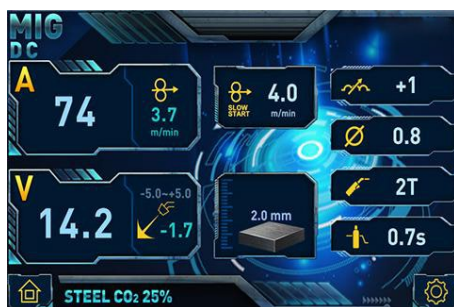 MIG
DC
A
74
3.7
m/min
SLOW
START
4.0
m/min
+1
0.8
2T
0.7s
V
14.2
-5.0~+5.0
-1.7
2.0 mm
STEEL CO₂ 25%